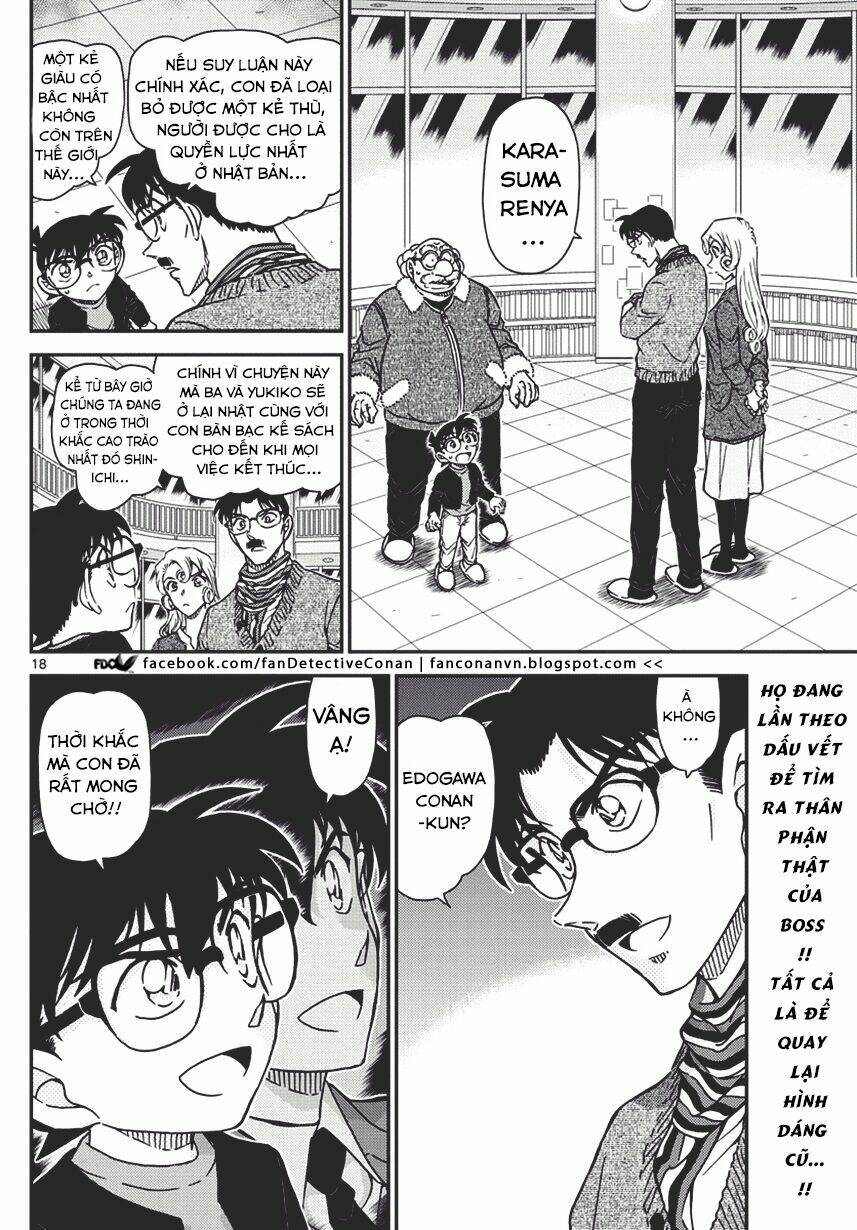 KARA-
SUMA
RENYA
...
NẾU SUY LUẬN NÀY
CHÍNH XÁC, CON ĐÃ LOẠI
BỎ ĐƯỢC MỘT KẺ THÙ,
NGƯỜI ĐƯỢC CHO LÀ
QUYỀN LỰC NHẤT
Ở NHẬT BẢN...
MỘT KẺ
GIÀU CÓ
BẬC NHẤT
KHÔNG
CÒN TRÊN
THẾ GIỚI
NÀY...
CHÍNH VÌ CHUYỆN NÀY
MÀ BA VÀ YUKIKO SẼ
Ở LẠI NHẬT CÙNG VỚI
CON BÀN BẠC KẾ SÁCH
CHO ĐẾN KHI MỌI
VIỆC KẾT THÚC...
KỂ TỪ BÂY GIỜ
CHÚNG TA ĐANG
Ở TRONG THỜI
KHẮC CAO TRÀO
NHẤT ĐÓ SHIN-
ICHI...
18
FDC
facebook.com/fanDetectiveConan | fanconanvn.blogspot.com <<
À
KHÔNG
...
EDOGAWA
CONAN
-KUN?
VÂNG
Ạ!
THỜI KHẮC
MÀ CON ĐÃ
RẤT MONG
CHỜ!!
HỌ ĐANG
LẦN THEO
DẤU VẾT
ĐỂ TÌM
RA THÂN
PHẬN
THẬT
CỦA
BOSS
!!
TẤT CẢ
LÀ ĐỂ
QUAY
LẠI
HÌNH
DÁNG
CŨ...
!!